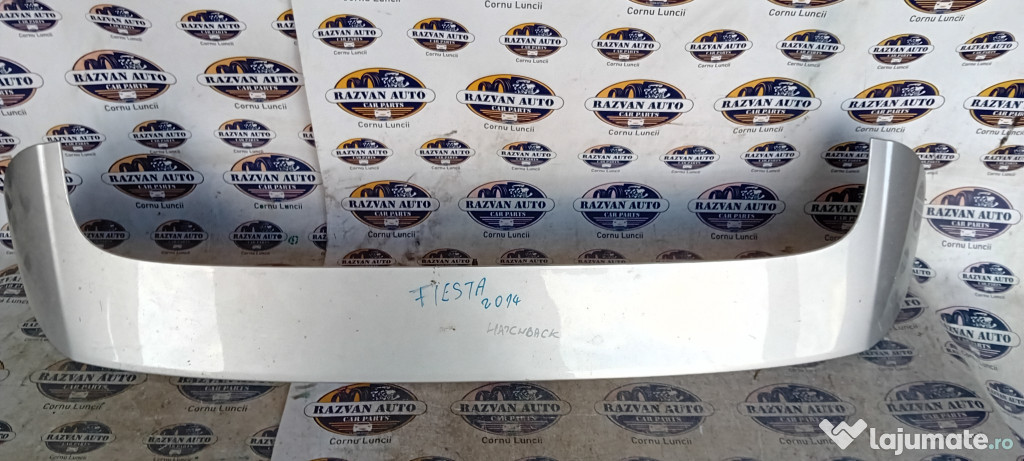 RAZVAN AUTO
CAR PARTS
Cornu Luncii
FIESTA
2014
HATCHBACK
lajumate.ro